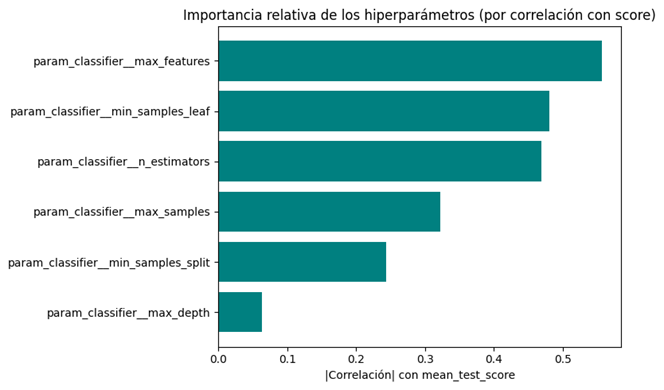 Importancia relativa de los hiperparámetros (por correlación con score)
param_classifier__max_features
param_classifier__min_samples_leaf
param_classifier__n_estimators
param_classifier__max_samples
param_classifier__min_samples_split
param_classifier__max_depth
0.0 0.1 0.2 0.3 0.4 0.5
|Correlación| con mean_test_score